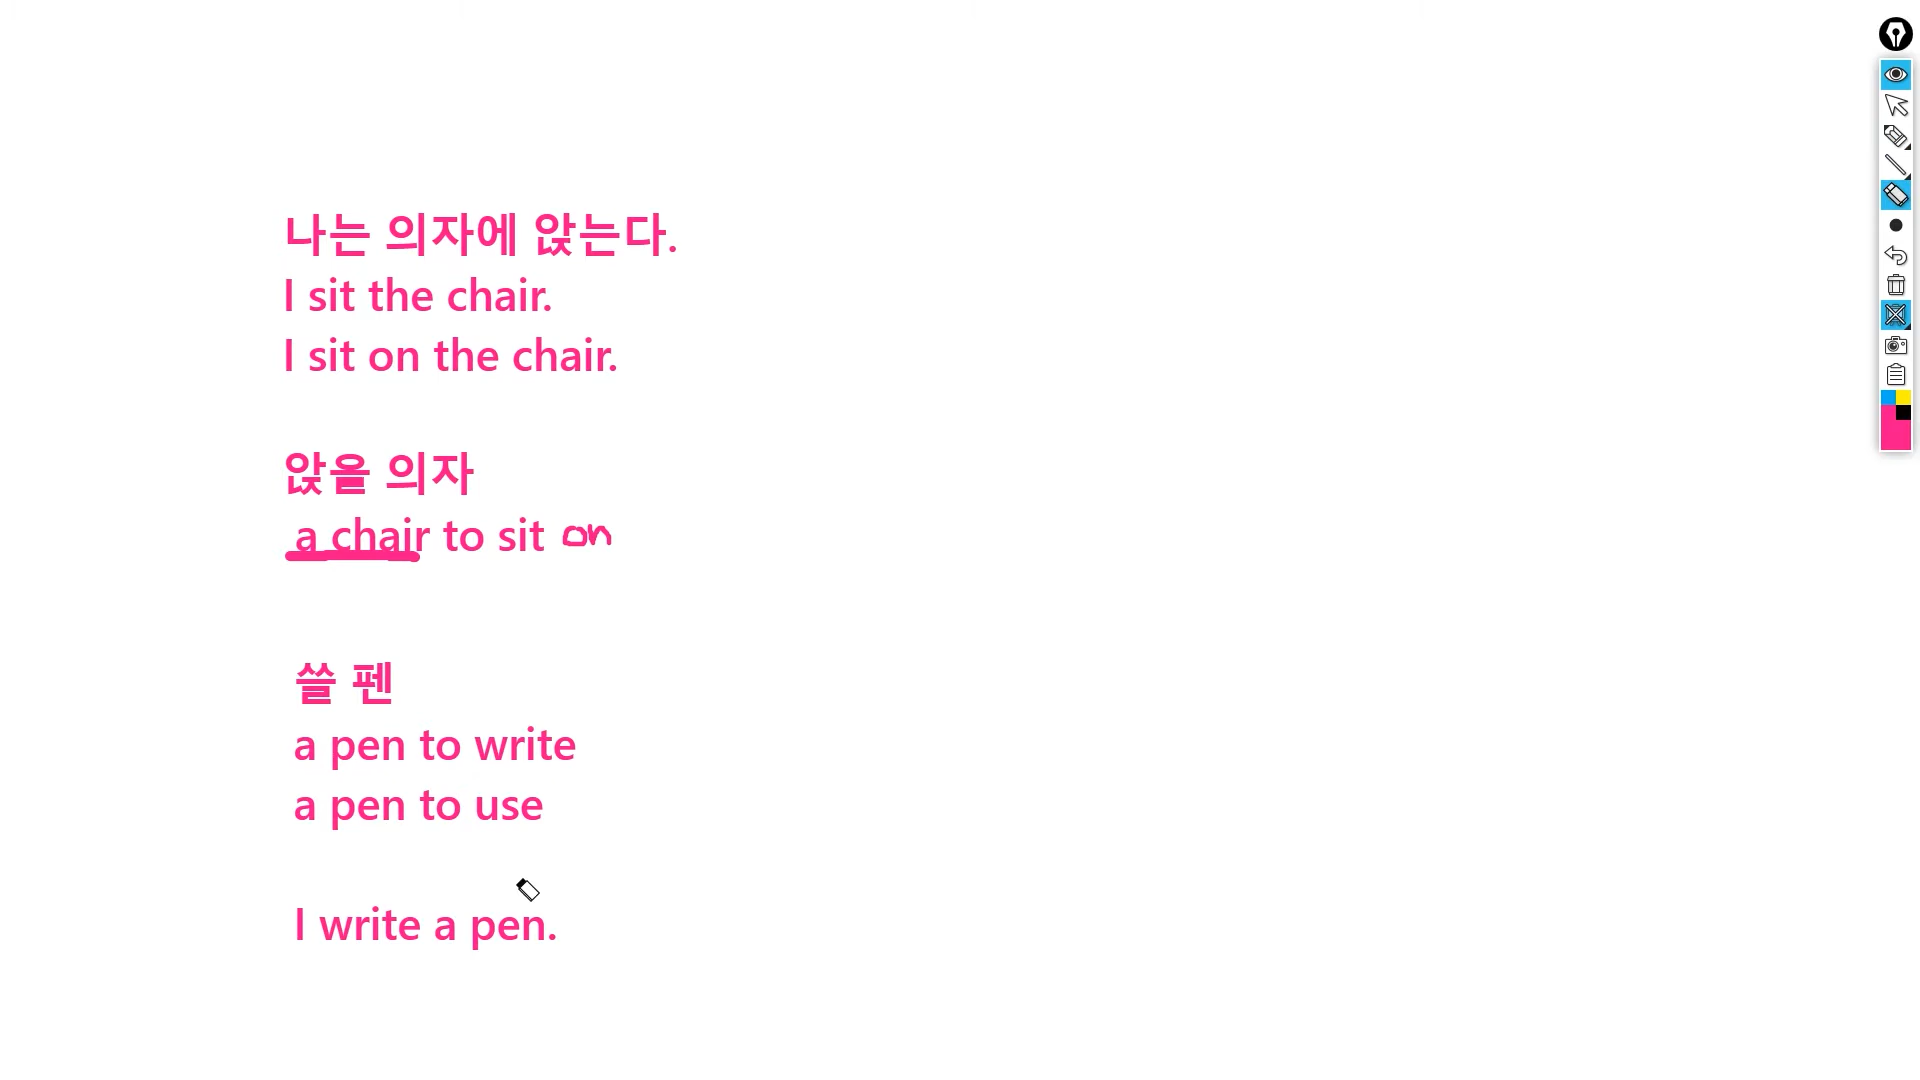 나는 의자에 앉는다.
I sit the chair.
I sit on the chair.
앉을 의자
a chair to sit on
쓸 펜
a pen to write
a pen to use
I write a pen.